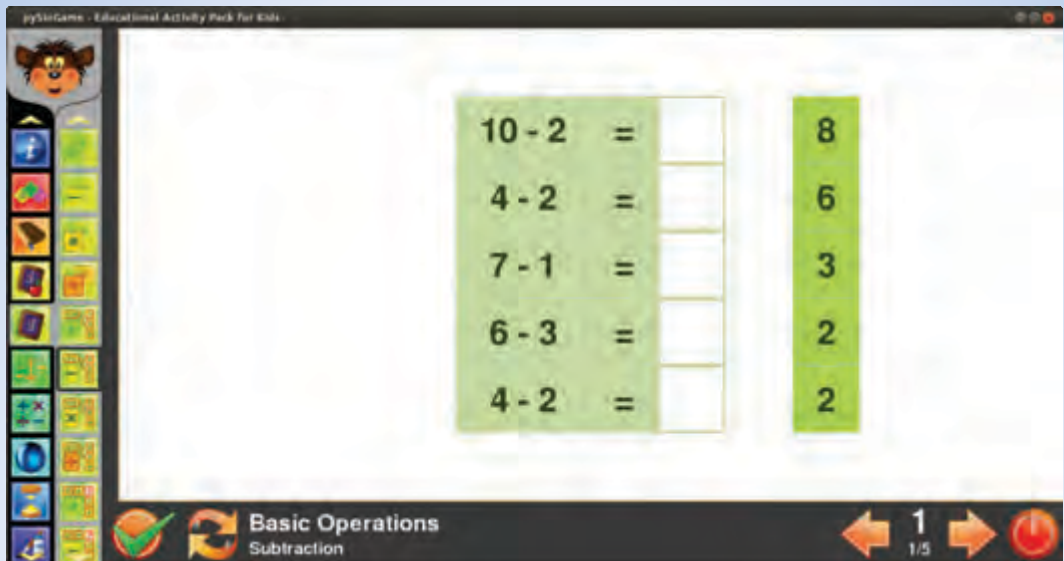 pySioGame - Educational Activity Pack for Kids
10 - 2 = 8
4 - 2 = 6
7 - 1 = 3
6 - 3 = 2
4 - 2 = 2
Basic Operations
Subtraction
1
1/5